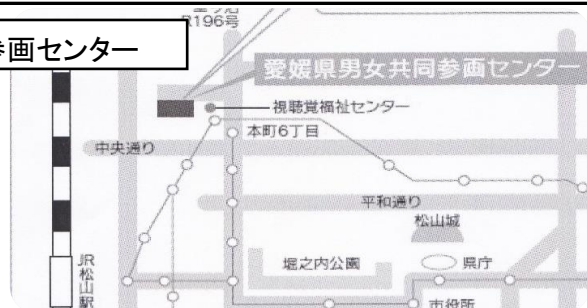 R196号
参画センター
愛媛県男女共同参画センター
視聴覚福祉センター
本町6丁目
中央通り
平和通り
松山城
JR松山駅
堀之内公園
県庁
市役所